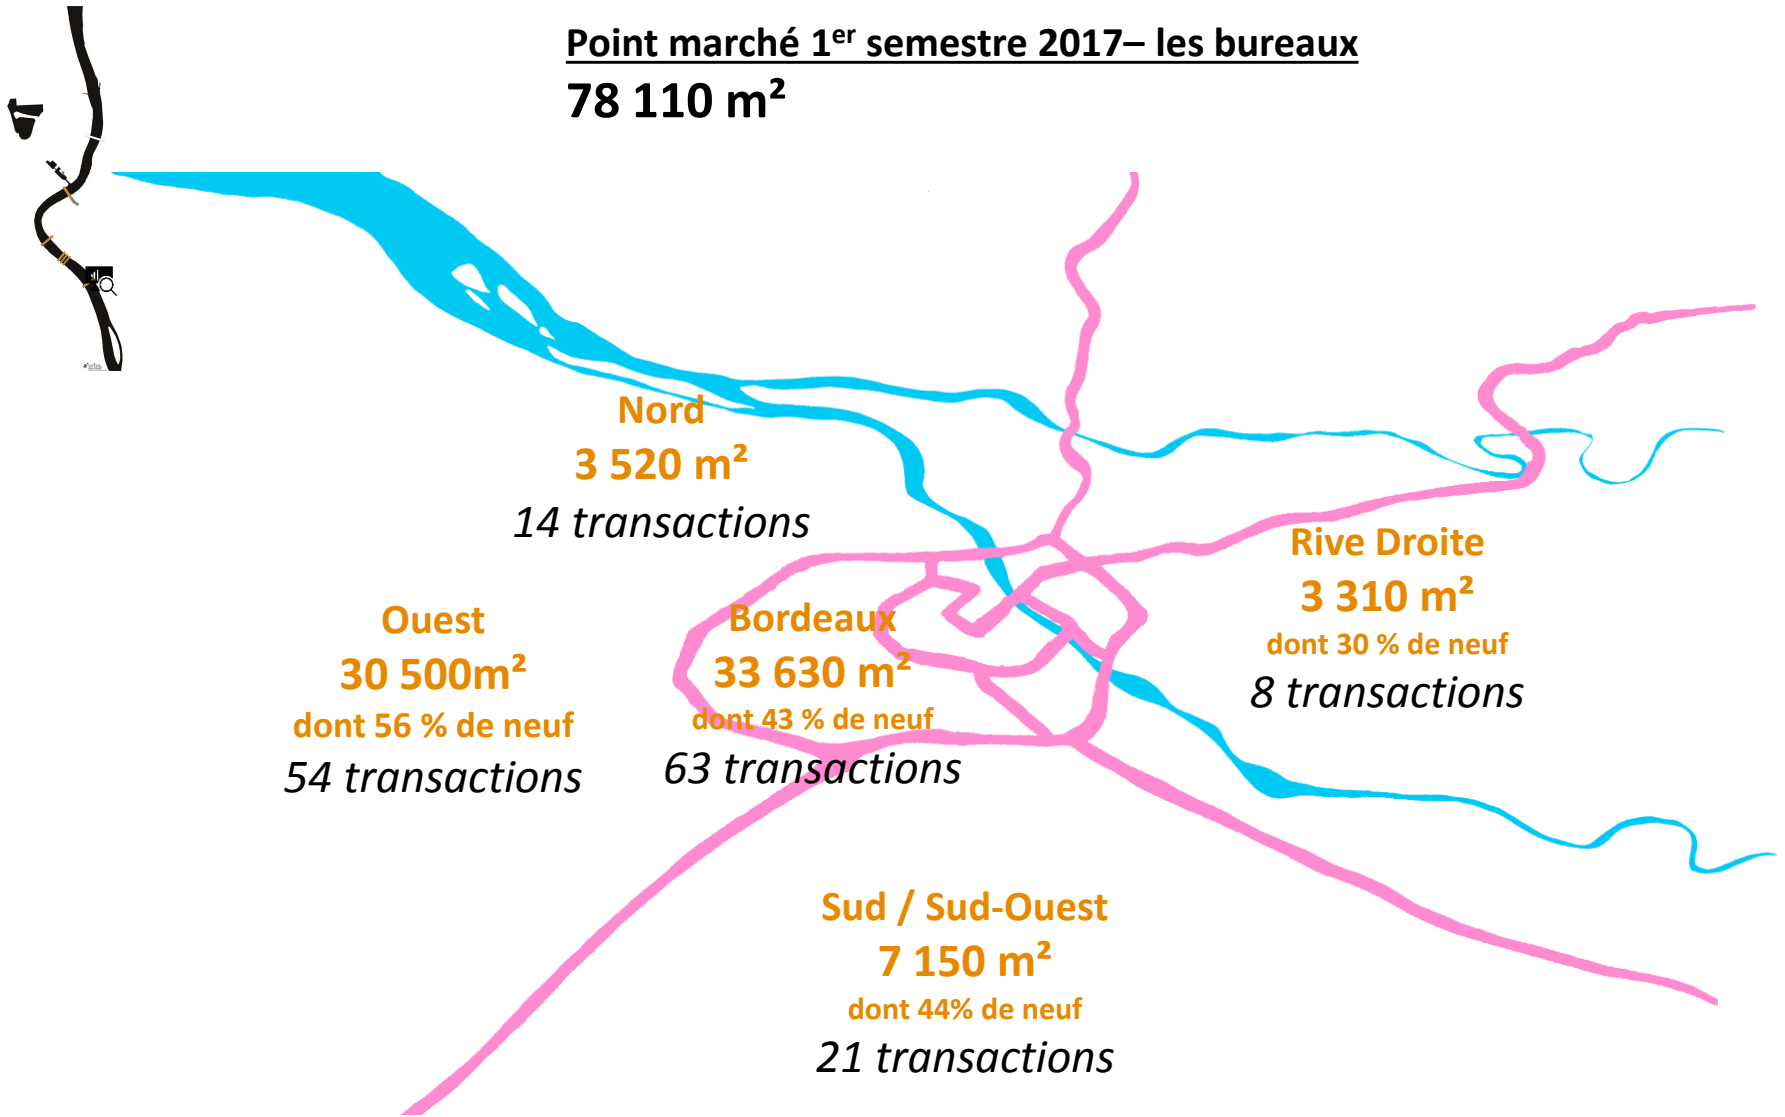 Point marché 1er semestre 2017– les bureaux
78 110 m²
Nord
3 520 m²
14 transactions
Rive Droite
3 310 m²
dont 30 % de neuf
8 transactions
Ouest
30 500m²
dont 56 % de neuf
54 transactions
Bordeaux
33 630 m²
dont 43 % de neuf
63 transactions
Sud / Sud-Ouest
7 150 m²
dont 44% de neuf
21 transactions